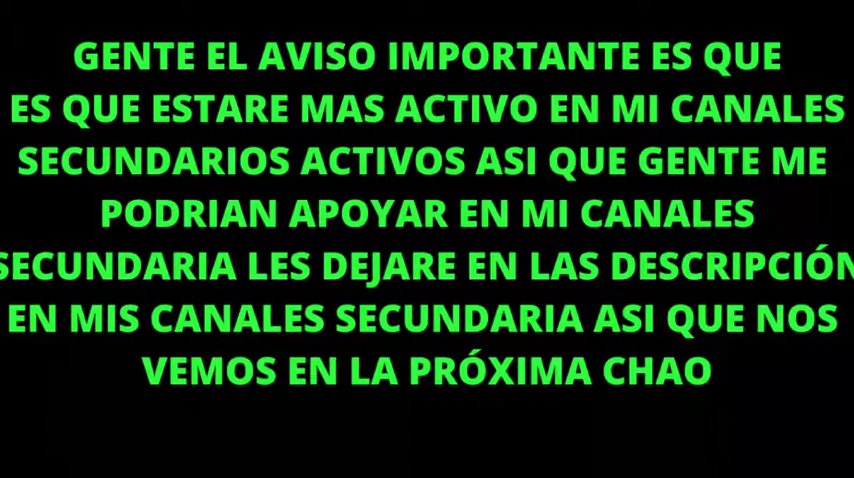 GENTE EL AVISO IMPORTANTE ES QUE
ES QUE ESTARE MAS ACTIVO EN MI CANALES
SECUNDARIOS ACTIVOS ASI QUE GENTE ME
PODRIAN APOYAR EN MI CANALES
SECUNDARIA LES DEJARE EN LAS DESCRIPCIÓN
EN MIS CANALES SECUNDARIA ASI QUE NOS
VEMOS EN LA PRÓXIMA CHAO